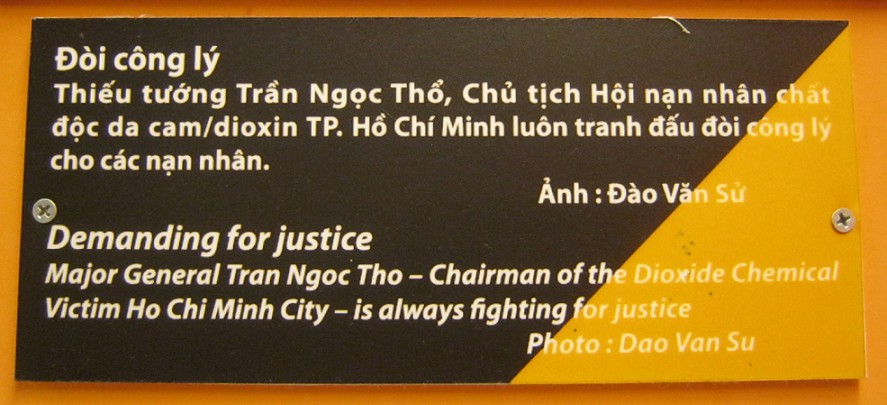 Đòi công lý
Thiếu tướng Trần Ngọc Thổ, Chủ tịch Hội nạn nhân chất
độc da cam/dioxin TP. Hồ Chí Minh luôn tranh đấu đòi công lý
cho các nạn nhân.
Ảnh : Đào Văn Sử
Demanding for justice
Major General Tran Ngoc Tho – Chairman of the Dioxide Chemical
Victim Ho Chi Minh City – is always fighting for justice
Photo : Dao Van Su